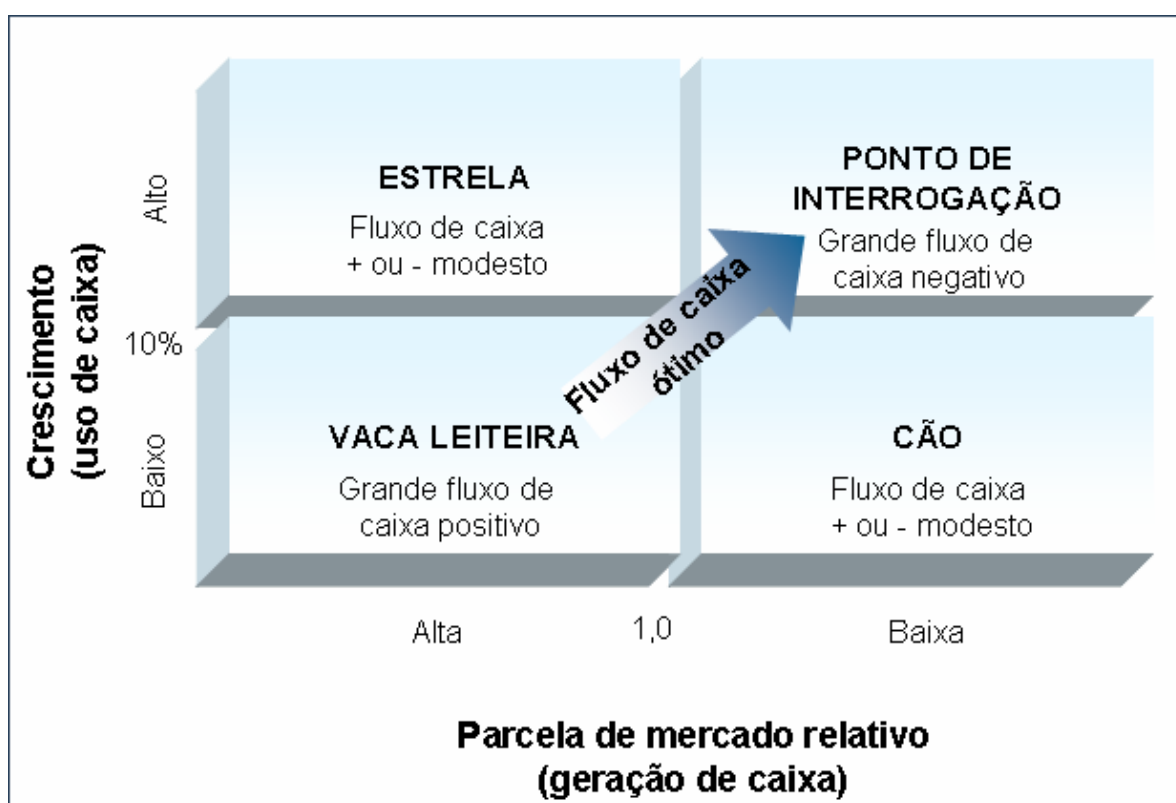 ESTRELA
Fluxo de caixa
+ ou - modesto
PONTO DE
INTERROGAÇÃO
Grande fluxo de
caixa negativo
Fluxo de caixa
ótimo
VACA LEITEIRA
Grande fluxo de
caixa positivo
CÃO
Fluxo de caixa
+ ou - modesto
Crescimento
(uso de caixa)
Alto
10%
Baixo
Alta
1,0
Baixa
Parcela de mercado relativo
(geração de caixa)